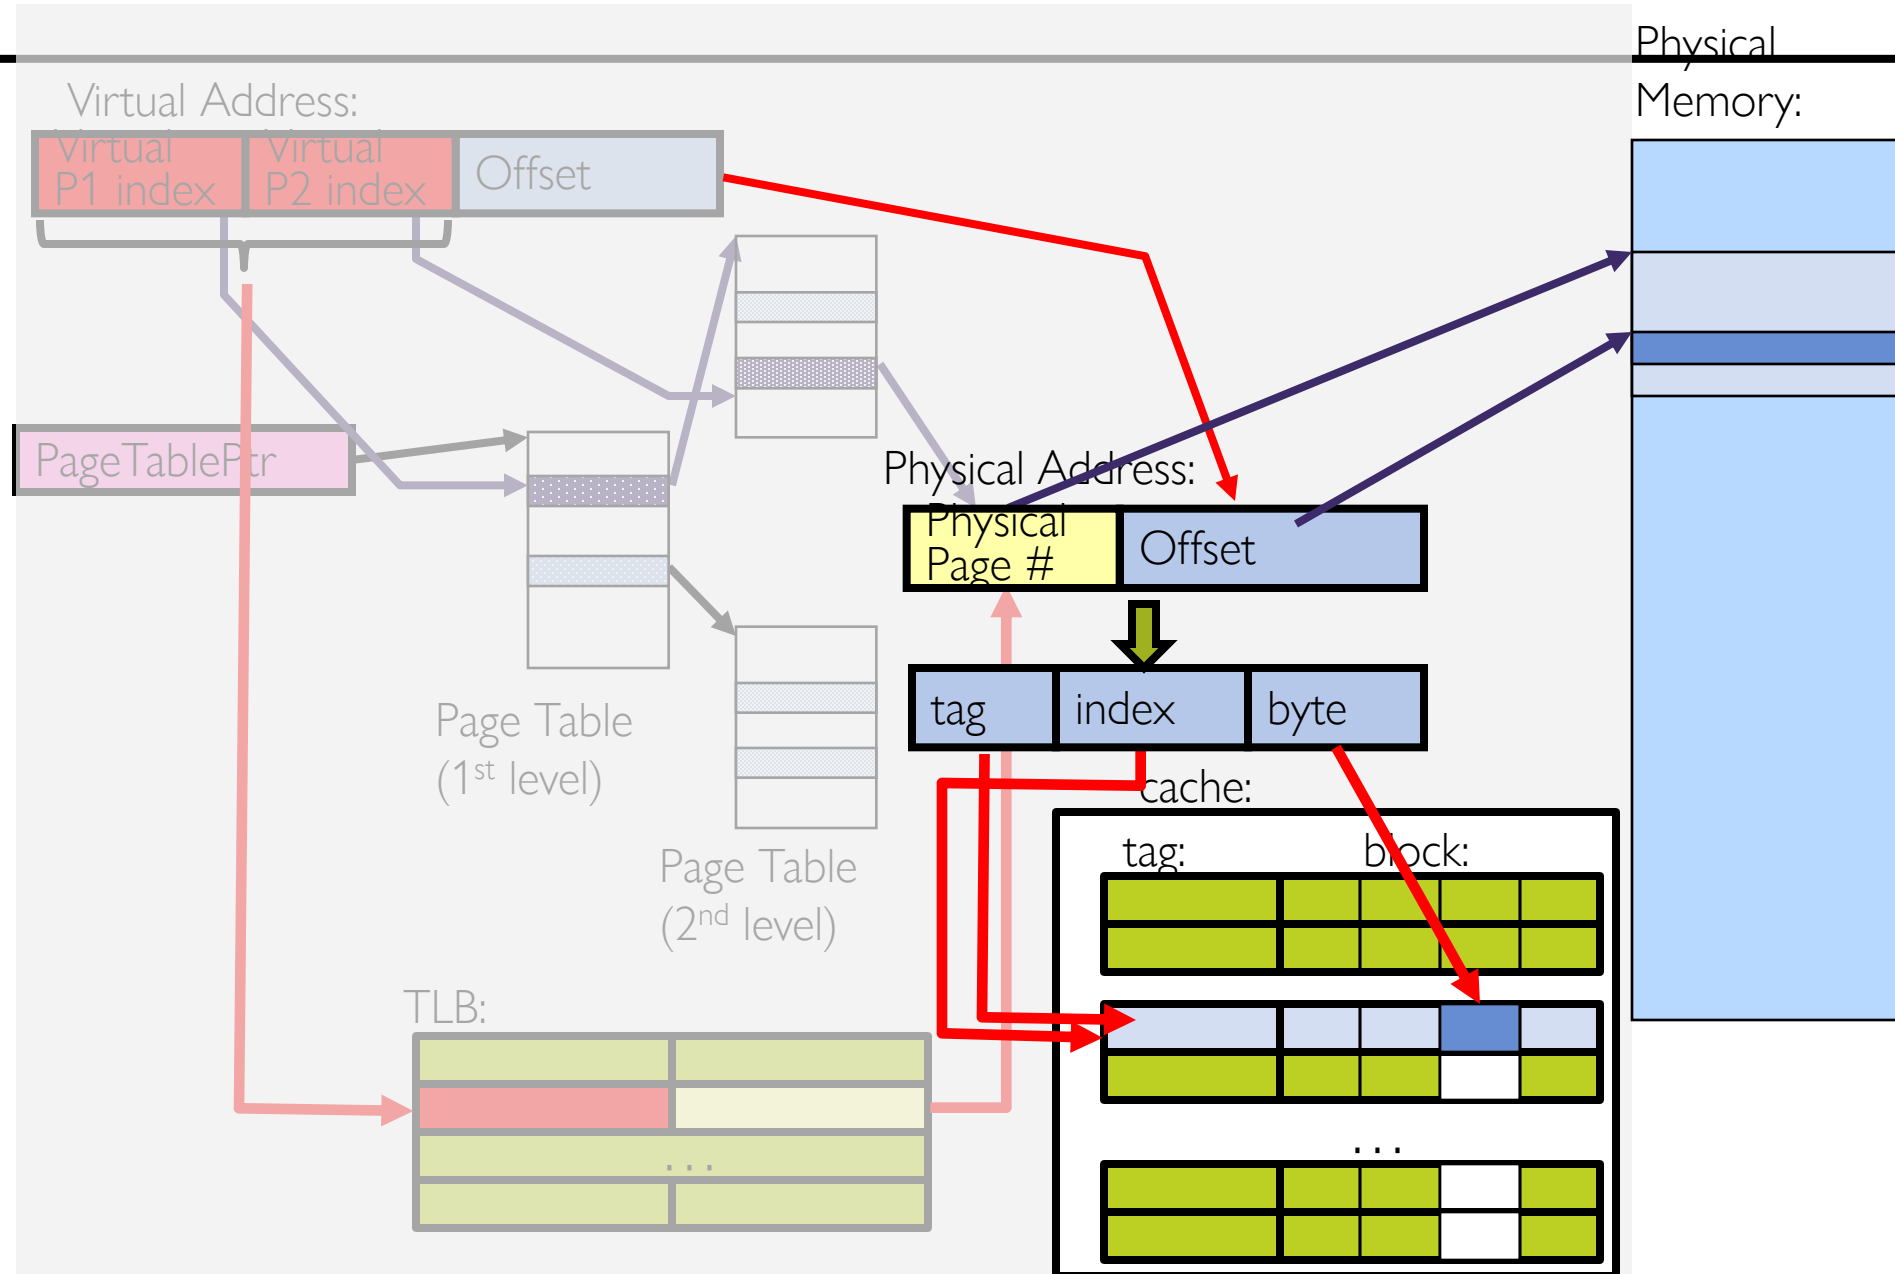 Physical
Memory:
Virtual Address:
Virtual
P1 index
Virtual
P2 index
Offset
PageTablePtr
Physical Address:
Physical
Page #
Offset
tag
index
byte
Page Table
(1st level)
cache:
tag:
block:
Page Table
(2nd level)
TLB:
...
...